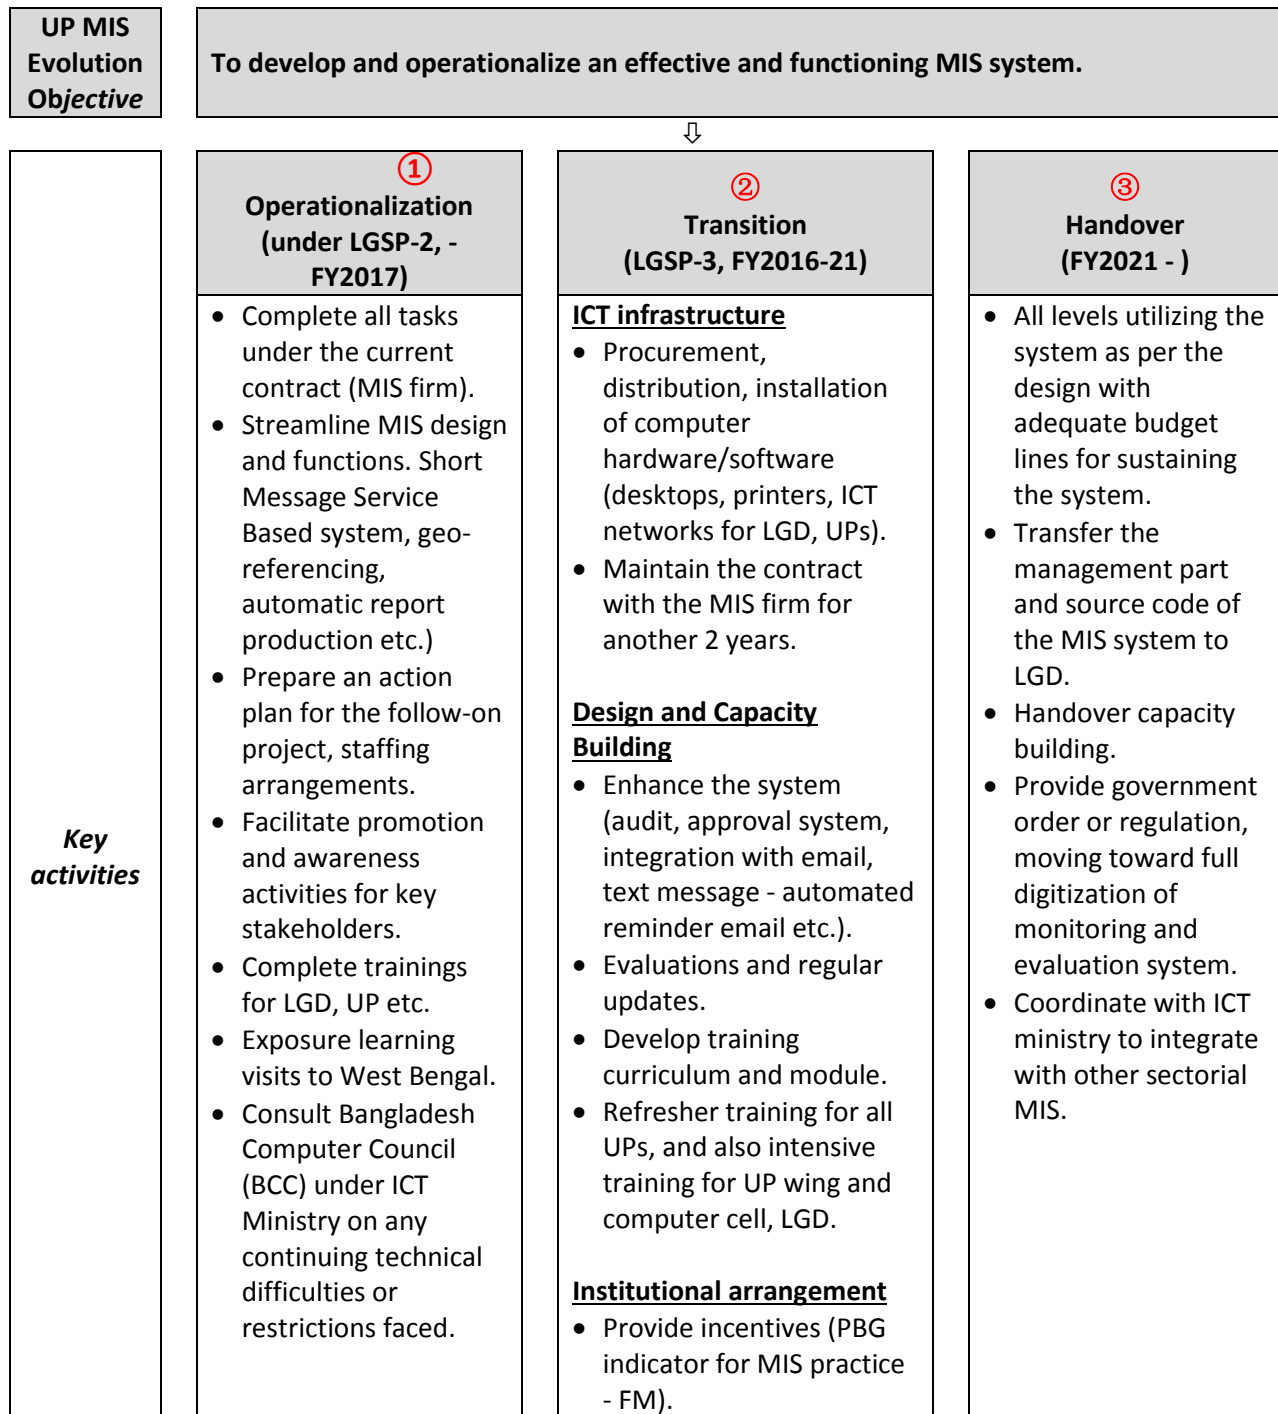 UP MIS
Evolution
Objective
To develop and operationalize an effective and functioning MIS system.
⇩
①
Operationalization
(under LGSP-2, -
FY2017)
②
Transition
(LGSP-3, FY2016-21)
③
Handover
(FY2021 - )
Key
activities
• Complete all tasks
under the current
contract (MIS firm).
• Streamline MIS design
and functions. Short
Message Service
Based system, geo-
referencing,
automatic report
production etc.)
• Prepare an action
plan for the follow-on
project, staffing
arrangements.
• Facilitate promotion
and awareness
activities for key
stakeholders.
• Complete trainings
for LGD, UP etc.
• Exposure learning
visits to West Bengal.
• Consult Bangladesh
Computer Council
(BCC) under ICT
Ministry on any
continuing technical
difficulties or
restrictions faced.
ICT infrastructure
• Procurement,
distribution, installation
of computer
hardware/software
(desktops, printers, ICT
networks for LGD, UPs).
• Maintain the contract
with the MIS firm for
another 2 years.
Design and Capacity
Building
• Enhance the system
(audit, approval system,
integration with email,
text message - automated
reminder email etc.).
• Evaluations and regular
updates.
• Develop training
curriculum and module.
• Refresher training for all
UPs, and also intensive
training for UP wing and
computer cell, LGD.
Institutional arrangement
• Provide incentives (PBG
indicator for MIS practice
- FM).
• All levels utilizing the
system as per the
design with
adequate budget
lines for sustaining
the system.
• Transfer the
management part
and source code of
the MIS system to
LGD.
• Handover capacity
building.
• Provide government
order or regulation,
moving toward full
digitization of
monitoring and
evaluation system.
• Coordinate with ICT
ministry to integrate
with other sectorial
MIS.